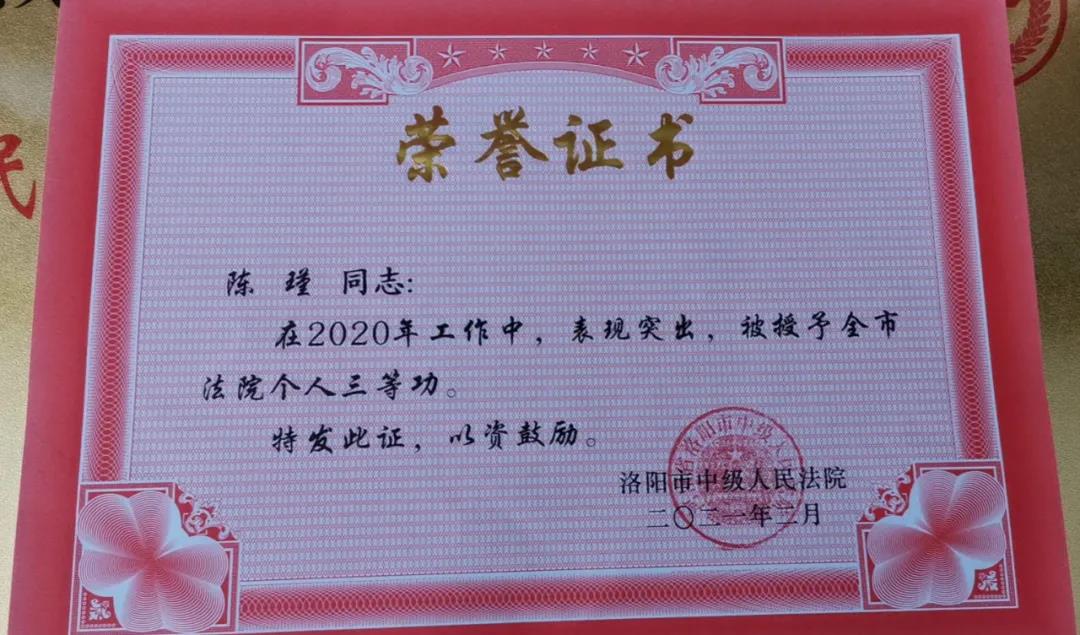 荣誉证书
陈 瑾 同志:
在2020年工作中，表现突出，被授予全市
法院个人三等功。
特发此证，以资鼓励。
洛阳市中级人民法院
二〇二一年二月
民